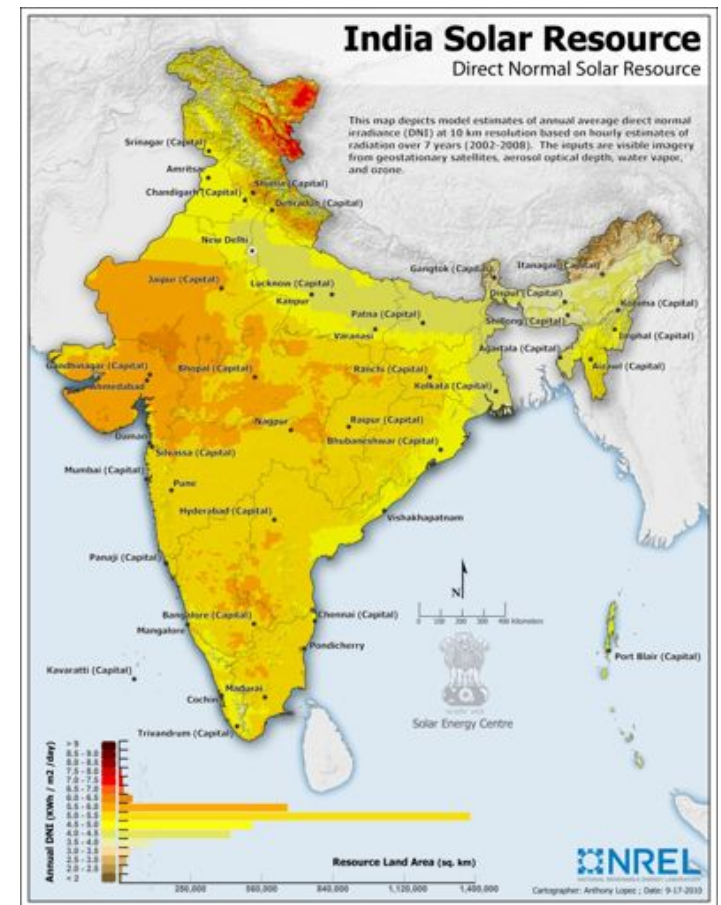 India Solar Resource
Direct Normal Solar Resource
This map depicts model estimates of annual average direct normal
irradiance (DNI) at 10 km resolution based on hourly estimates of
radiation over 7 years (2002-2008). The inputs are visible imagery
from geostationary satellites, aerosol optical depth, water vapor,
and ozone.
Srinagar (Capital)
Amritsar
Shimla (Capital)
Chandigarh (Capital)
Dehradun (Capital)
New Delhi
Gangtok (Capital)
Itanagar (Capital)
Jaipur (Capital)
Lucknow (Capital)
Dispur (Capital)
Kanpur
Kohima (Capital)
Patna (Capital)
Shillong (Capital)
Varanasi
Imphal (Capital)
Agastala (Capital)
Gandhinagar (Capital)
Bhopal (Capital)
Ranchi (Capital)
Aizawl (Capital)
Ahmedabad
Kolkata (Capital)
Nagpur
Raipur (Capital)
Daman
Bhubaneshwar (Capital)
Silvassa (Capital)
Mumbai (Capital)
Pune
Hyderabad (Capital)
Vishakhapatnam
Panaji (Capital)
N
0 100 200 300 400 Kilometers
Bangalore (Capital)
Chennai (Capital)
Mangalore
Pondicherry
Port Blair (Capital)
Kavaratti (Capital)
Madurai
Cochin
Solar Energy Centre
Trivandrum (Capital)
Annual DNI (KWh / m2 /day)
> 9
8.5 - 9.0
8.0 - 8.5
7.5 - 8.0
7.0 - 7.5
6.5 - 7.0
6.0 - 6.5
5.5 - 6.0
5.0 - 5.5
4.5 - 5.0
4.0 - 4.5
3.5 - 4.0
3.0 - 3.5
2.5 - 3.0
2.0 - 2.5
< 2
Resource Land Area (sq. km)
280,000 560,000 840,000 1,120,000 1,400,000
NREL
NATIONAL RENEWABLE ENERGY LABORATORY
Cartographer: Anthony Lopez ; Date: 9-17-2010